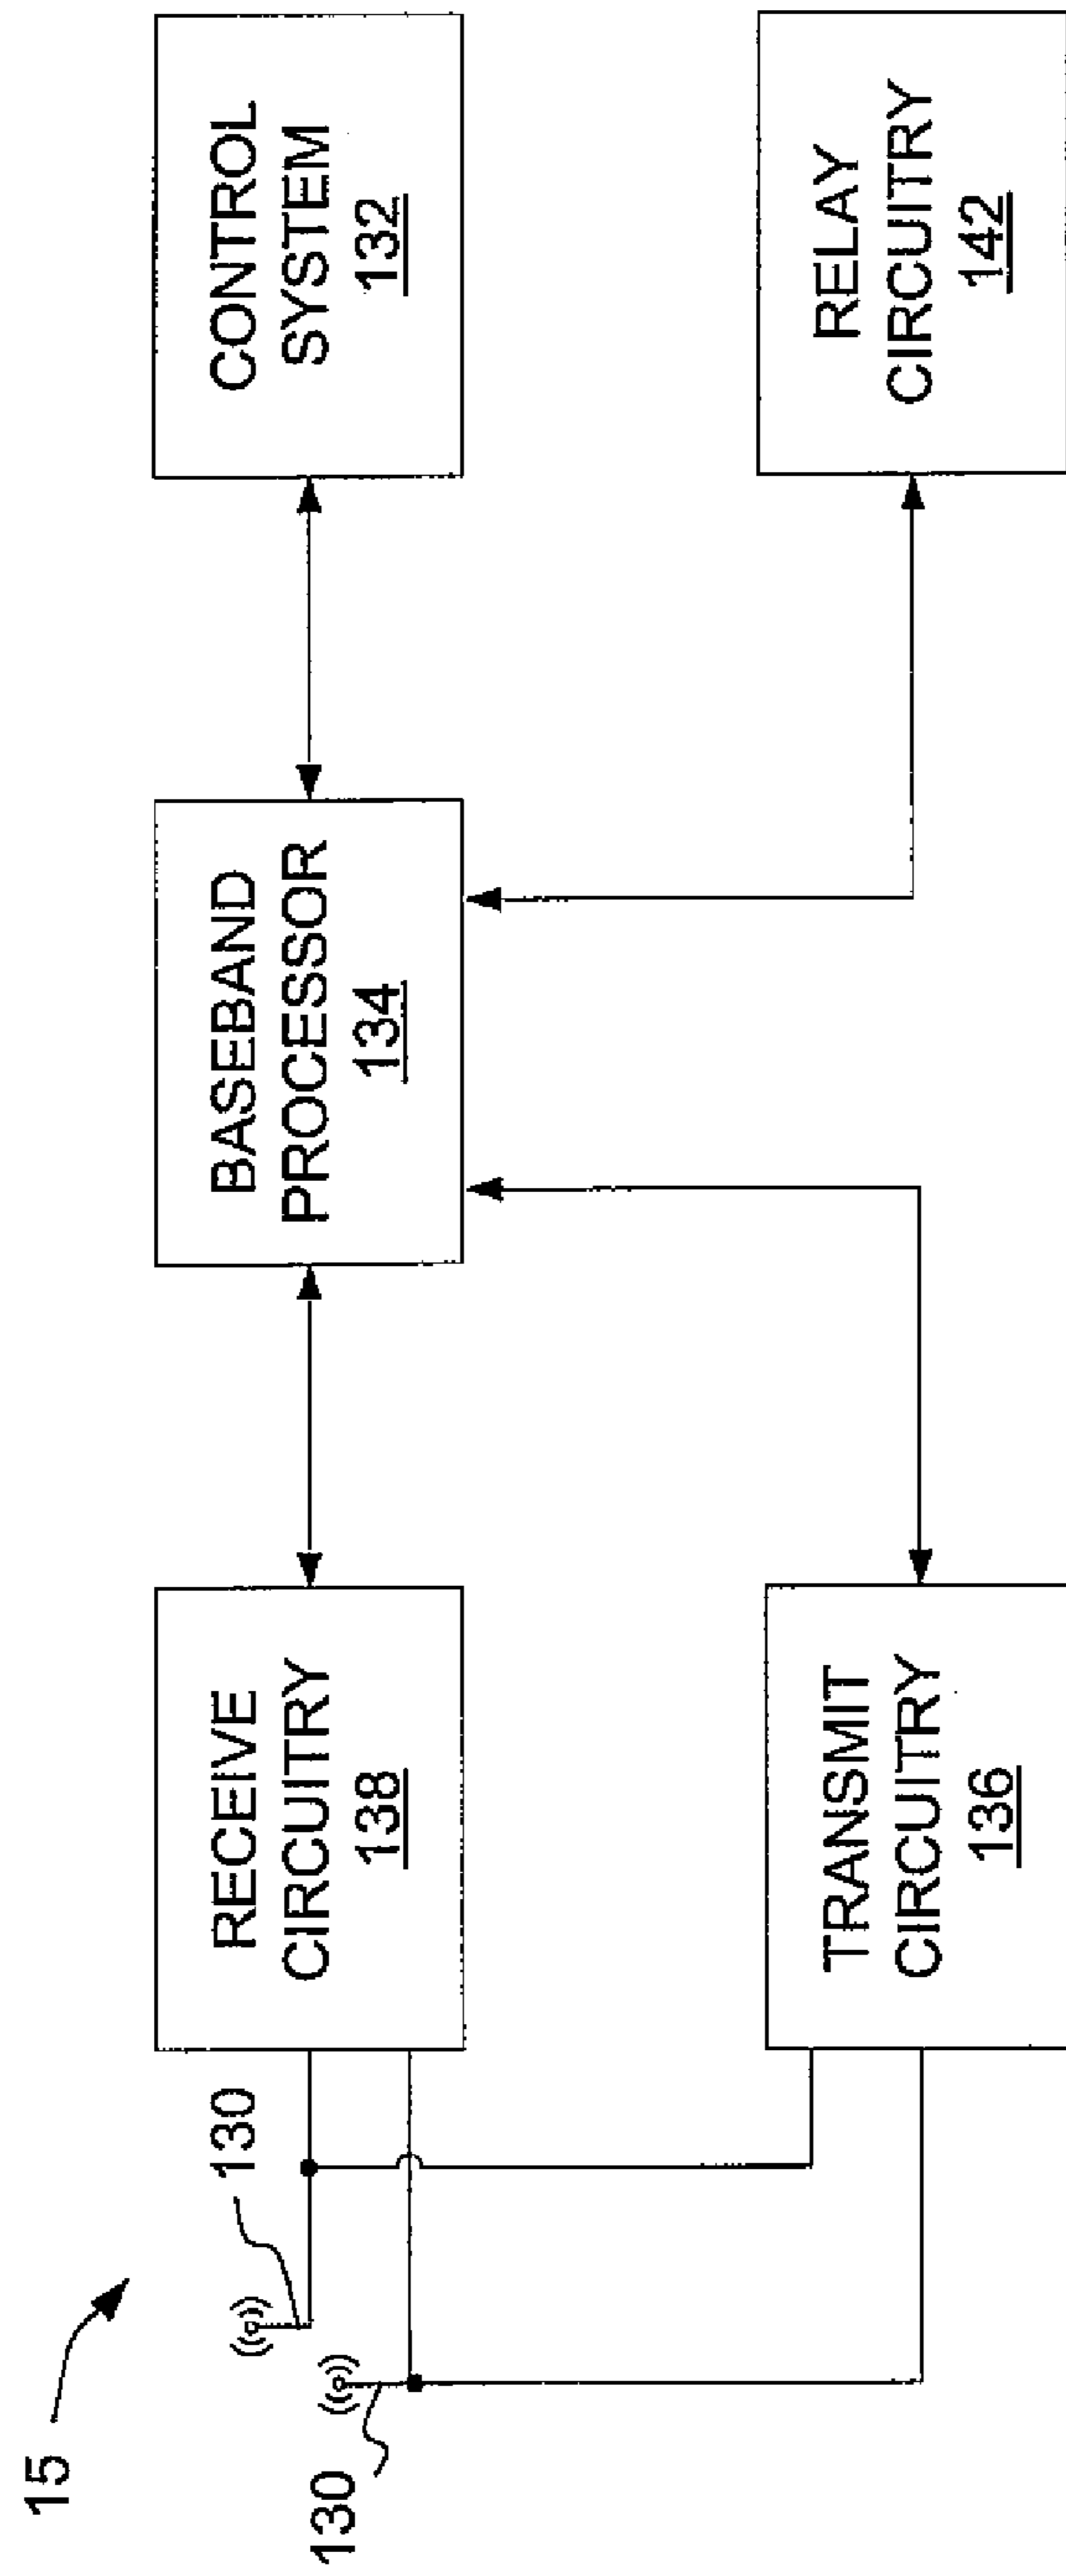 15
130
130
RECEIVE
CIRCUITRY
138
BASEBAND
PROCESSOR
134
CONTROL
SYSTEM
132
TRANSMIT
CIRCUITRY
136
RELAY
CIRCUITRY
142